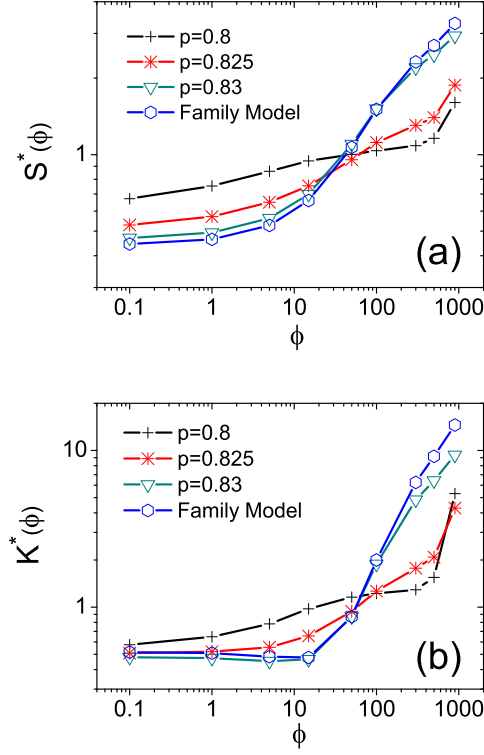 p=0.8
p=0.825
p=0.83
Family Model
1
S*(ϕ)
(a)
0.1 1 10 100 1000
ϕ
10
p=0.8
p=0.825
p=0.83
Family Model
1
K*(ϕ)
(b)
0.1 1 10 100 1000
ϕ